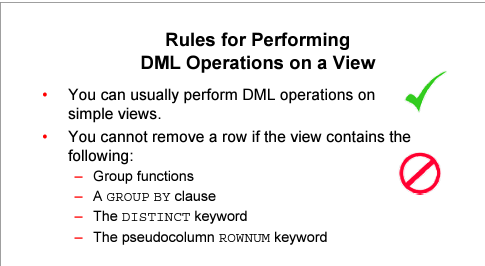 Rules for Performing
DML Operations on a View
• You can usually perform DML operations on
simple views.
• You cannot remove a row if the view contains the
following:
– Group functions
– A GROUP BY clause
– The DISTINCT keyword
– The pseudocolumn ROWNUM keyword